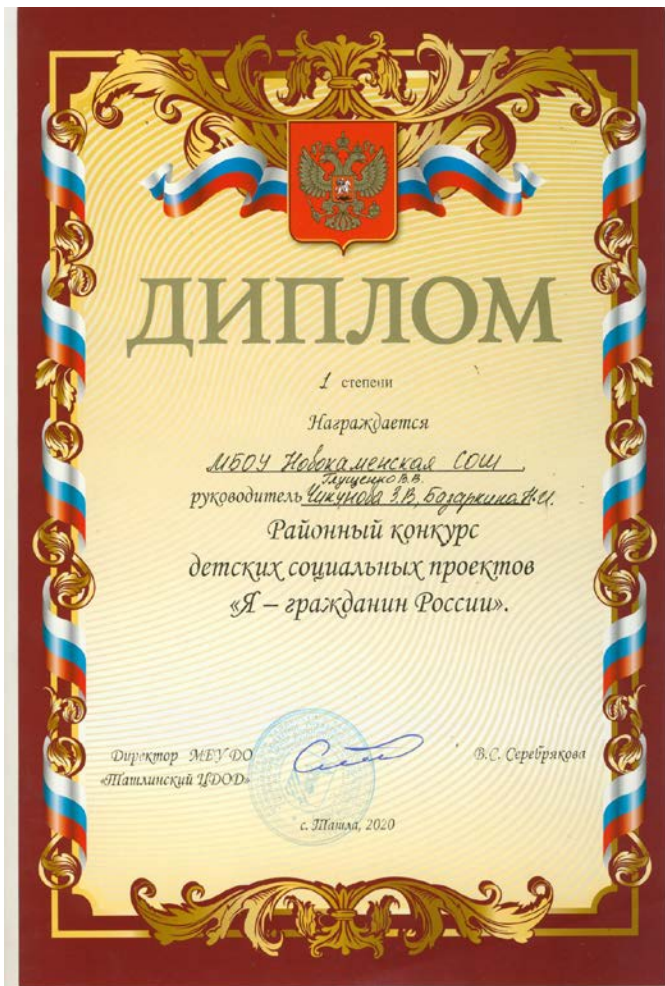 ДИПЛОМ
1 степени
Награждается
МБОУ Новокаменская СОШ,
Глущенко В.В.
руководитель Чикунова З.В., Базаркина Н.И.
Районный конкурс
детских социальных проектов
«Я – гражданин России».
Директор МБУ ДО
«Ташлинский ЦДОД»
В.С. Серебрякова
с. Ташла, 2020